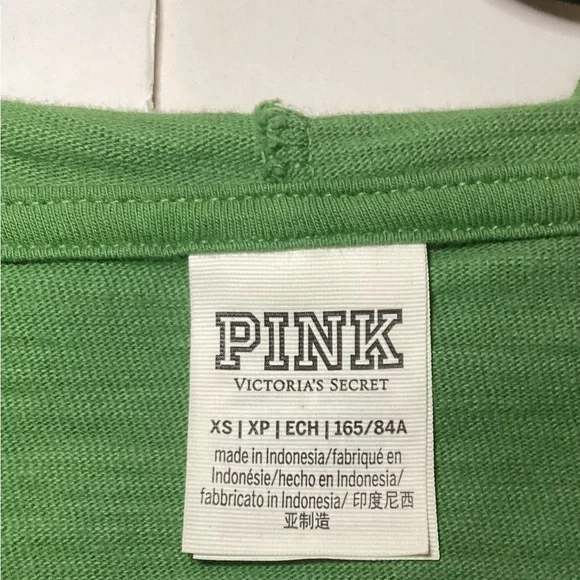 PINK
VICTORIA'S SECRET
XS | XP | ECH | 165/84A
made in Indonesia/fabriqué en
Indonésie/hecho en Indonesia/
fabbricato in Indonesia/ 印度尼西
亚制造